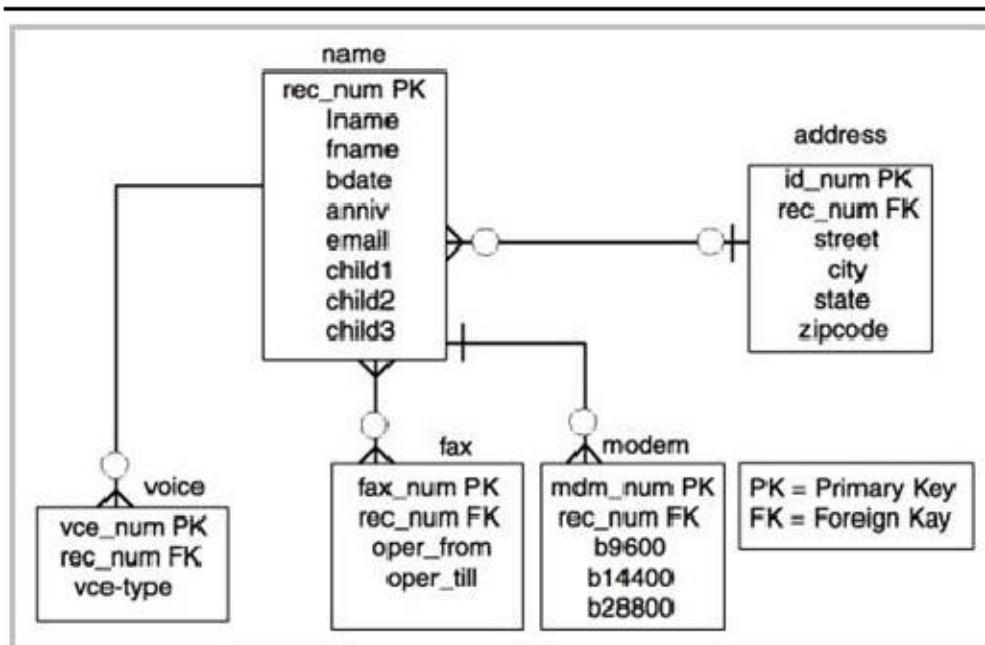 name
rec_num PK
lname
fname
bdate
anniv
email
child1
child2
child3
address
id_num PK
rec_num FK
street
city
state
zipcode
voice
vce_num PK
rec_num FK
vce-type
fax
fax_num PK
rec_num FK
oper_from
oper_till
modem
mdm_num PK
rec_num FK
b9600
b14400
b28800
PK = Primary Key
FK = Foreign Kay